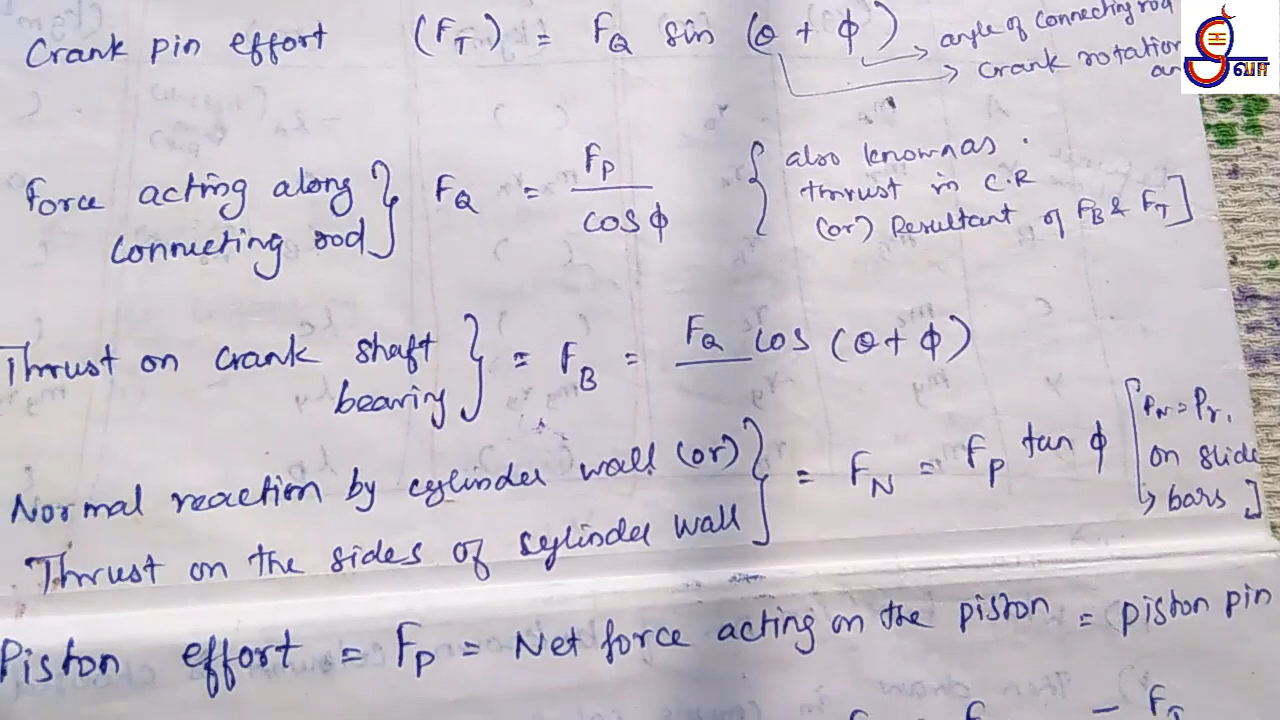 Crank pin effort (F_T) = F_Q sin (θ + ϕ) → angle of connecting rod
→ crank rotation
an
சிவா
Force acting along connecting rod } F_Q = F_P / cos ϕ { also known as
thrust in C.R
(or) Resultant of F_B & F_T ]
Thrust on crank shaft bearing } = F_B = F_Q cos (θ + ϕ)
Normal reaction by cylinder wall (or)
Thrust on the sides of cylinder wall } = F_N = F_P tan ϕ
on slide
→ bars ]
Piston effort = F_P = Net force acting on the piston = piston pin
- F_I